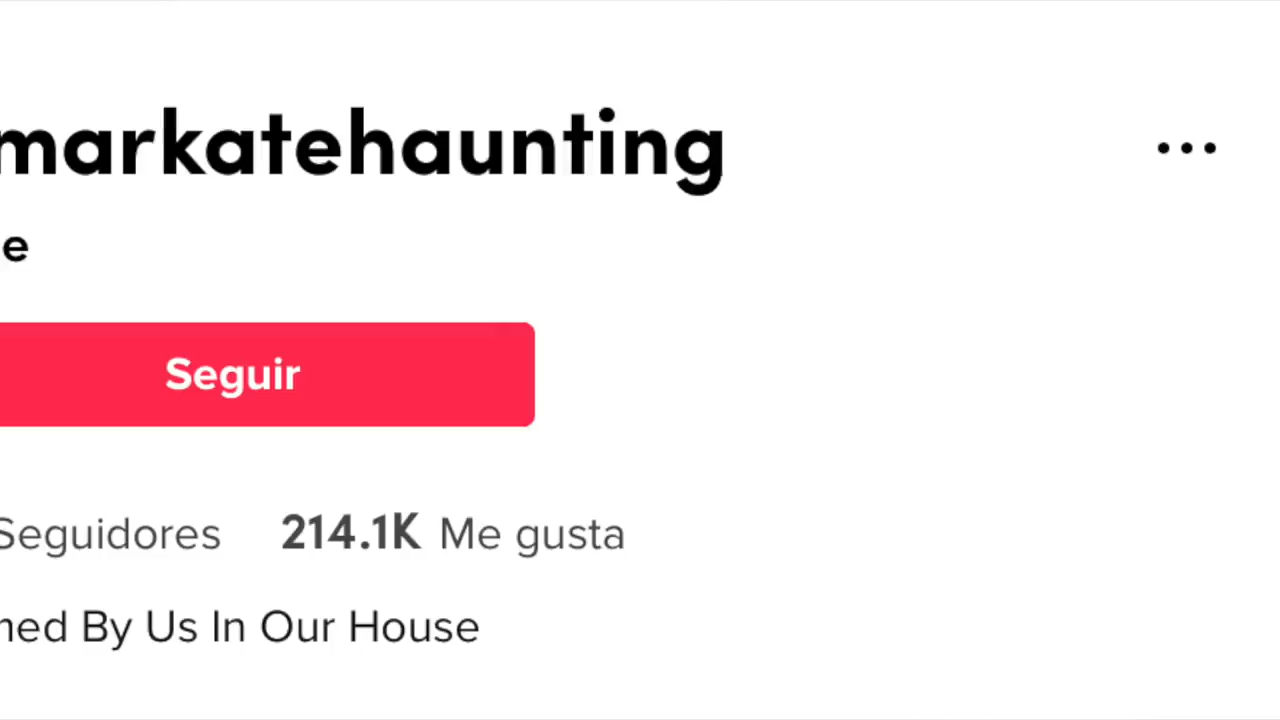 markatehaunting
e
Seguir
Seguidores 214.1K Me gusta
ned By Us In Our House